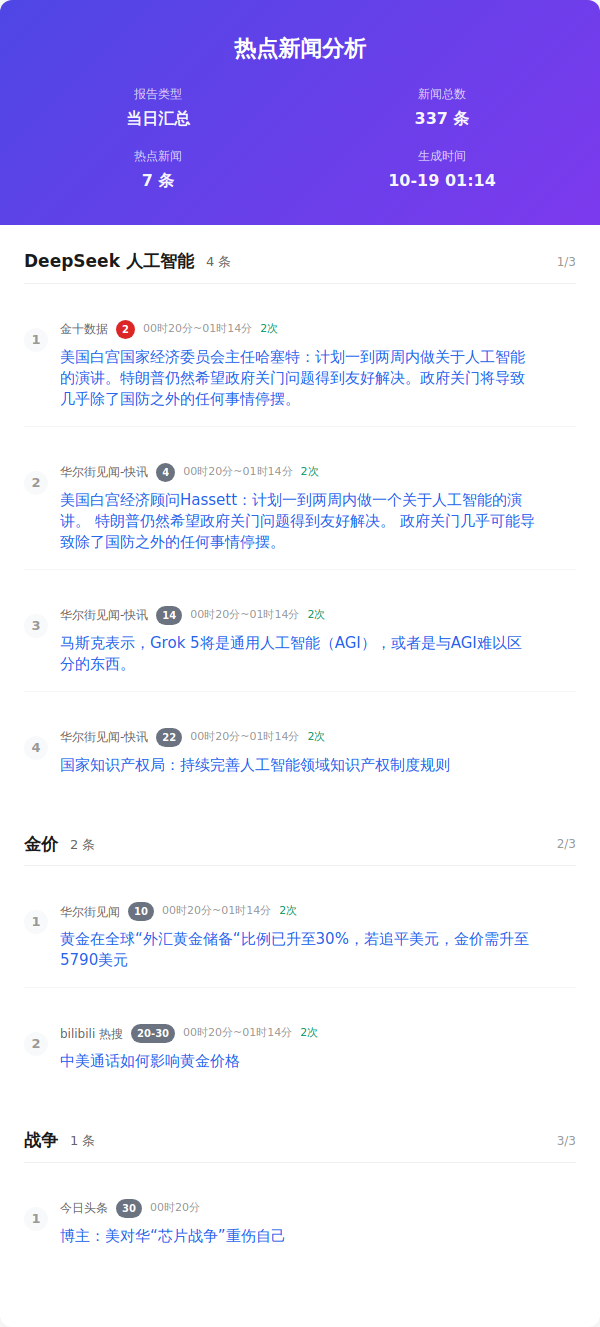 热点新闻分析
报告类型
当日汇总
新闻总数
337 条
热点新闻
7 条
生成时间
10-19 01:14
DeepSeek 人工智能 4 条 1/3
1 金十数据 2 00时20分~01时14分 2次
美国白宫国家经济委员会主任哈塞特：计划一到两周内做关于人工智能
的演讲。特朗普仍然希望政府关门问题得到友好解决。政府关门将导致
几乎除了国防之外的任何事情停摆。
2 华尔街见闻-快讯 4 00时20分~01时14分 2次
美国白宫经济顾问Hassett：计划一到两周内做一个关于人工智能的演
讲。 特朗普仍然希望政府关门问题得到友好解决。 政府关门几乎可能导
致除了国防之外的任何事情停摆。
3 华尔街见闻-快讯 14 00时20分~01时14分 2次
马斯克表示，Grok 5将是通用人工智能（AGI），或者是与AGI难以区
分的东西。
4 华尔街见闻-快讯 22 00时20分~01时14分 2次
国家知识产权局：持续完善人工智能领域知识产权制度规则
金价 2 条 2/3
1 华尔街见闻 10 00时20分~01时14分 2次
黄金在全球“外汇黄金储备“比例已升至30%，若追平美元，金价需升至
5790美元
2 bilibili 热搜 20-30 00时20分~01时14分 2次
中美通话如何影响黄金价格
战争 1 条 3/3
1 今日头条 30 00时20分
博主：美对华“芯片战争”重伤自己